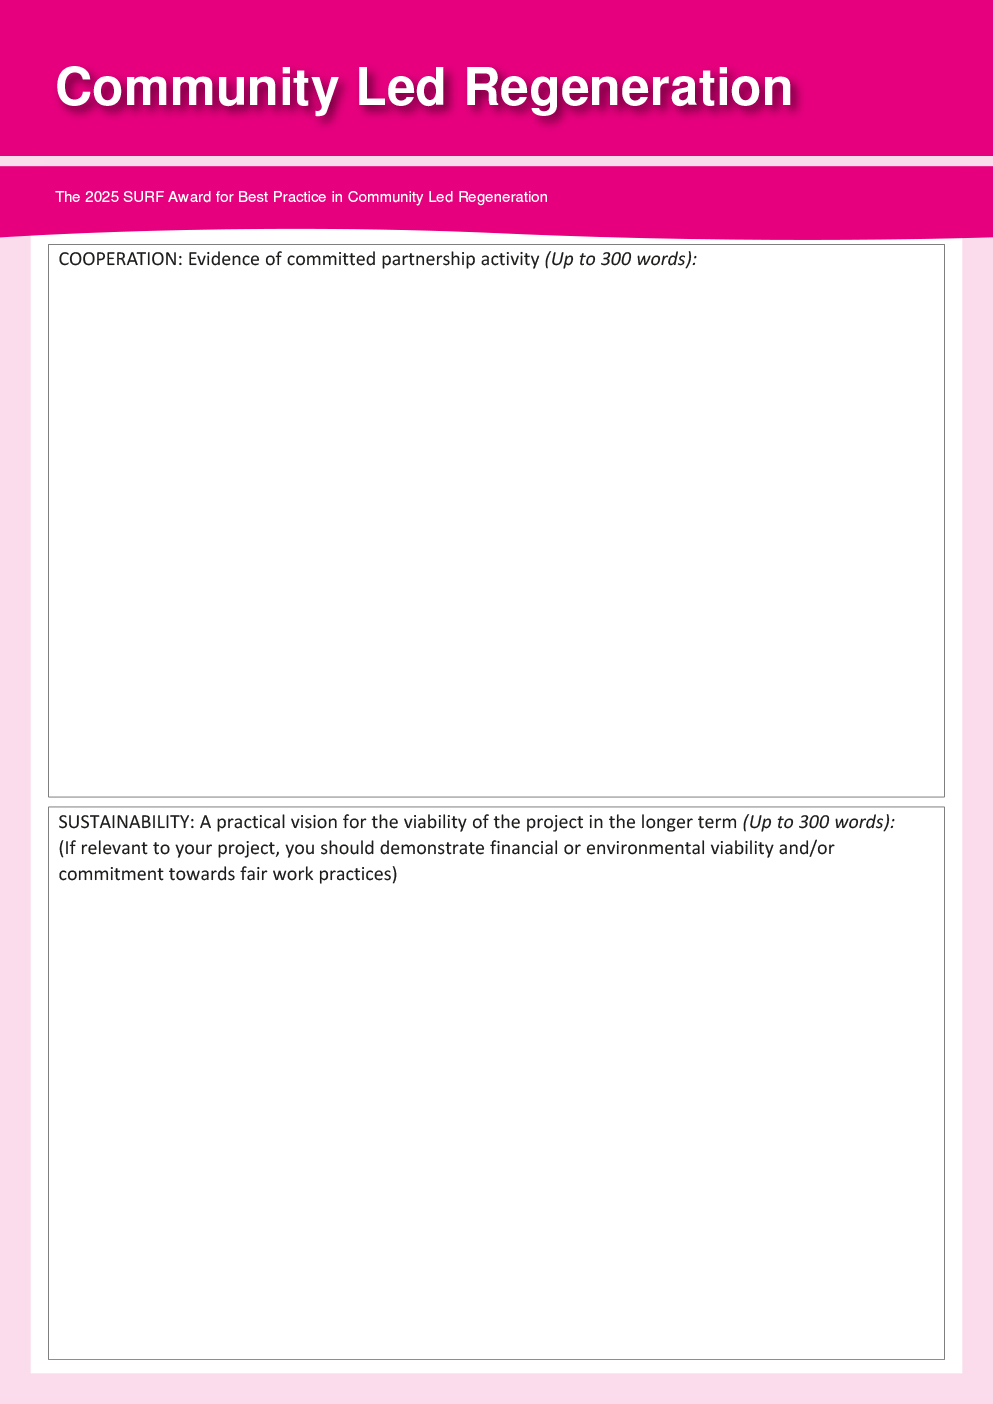 Community Led Regeneration
The 2025 SURF Award for Best Practice in Community Led Regeneration
COOPERATION: Evidence of committed partnership activity (Up to 300 words):
SUSTAINABILITY: A practical vision for the viability of the project in the longer term (Up to 300 words):
(If relevant to your project, you should demonstrate financial or environmental viability and/or
commitment towards fair work practices)